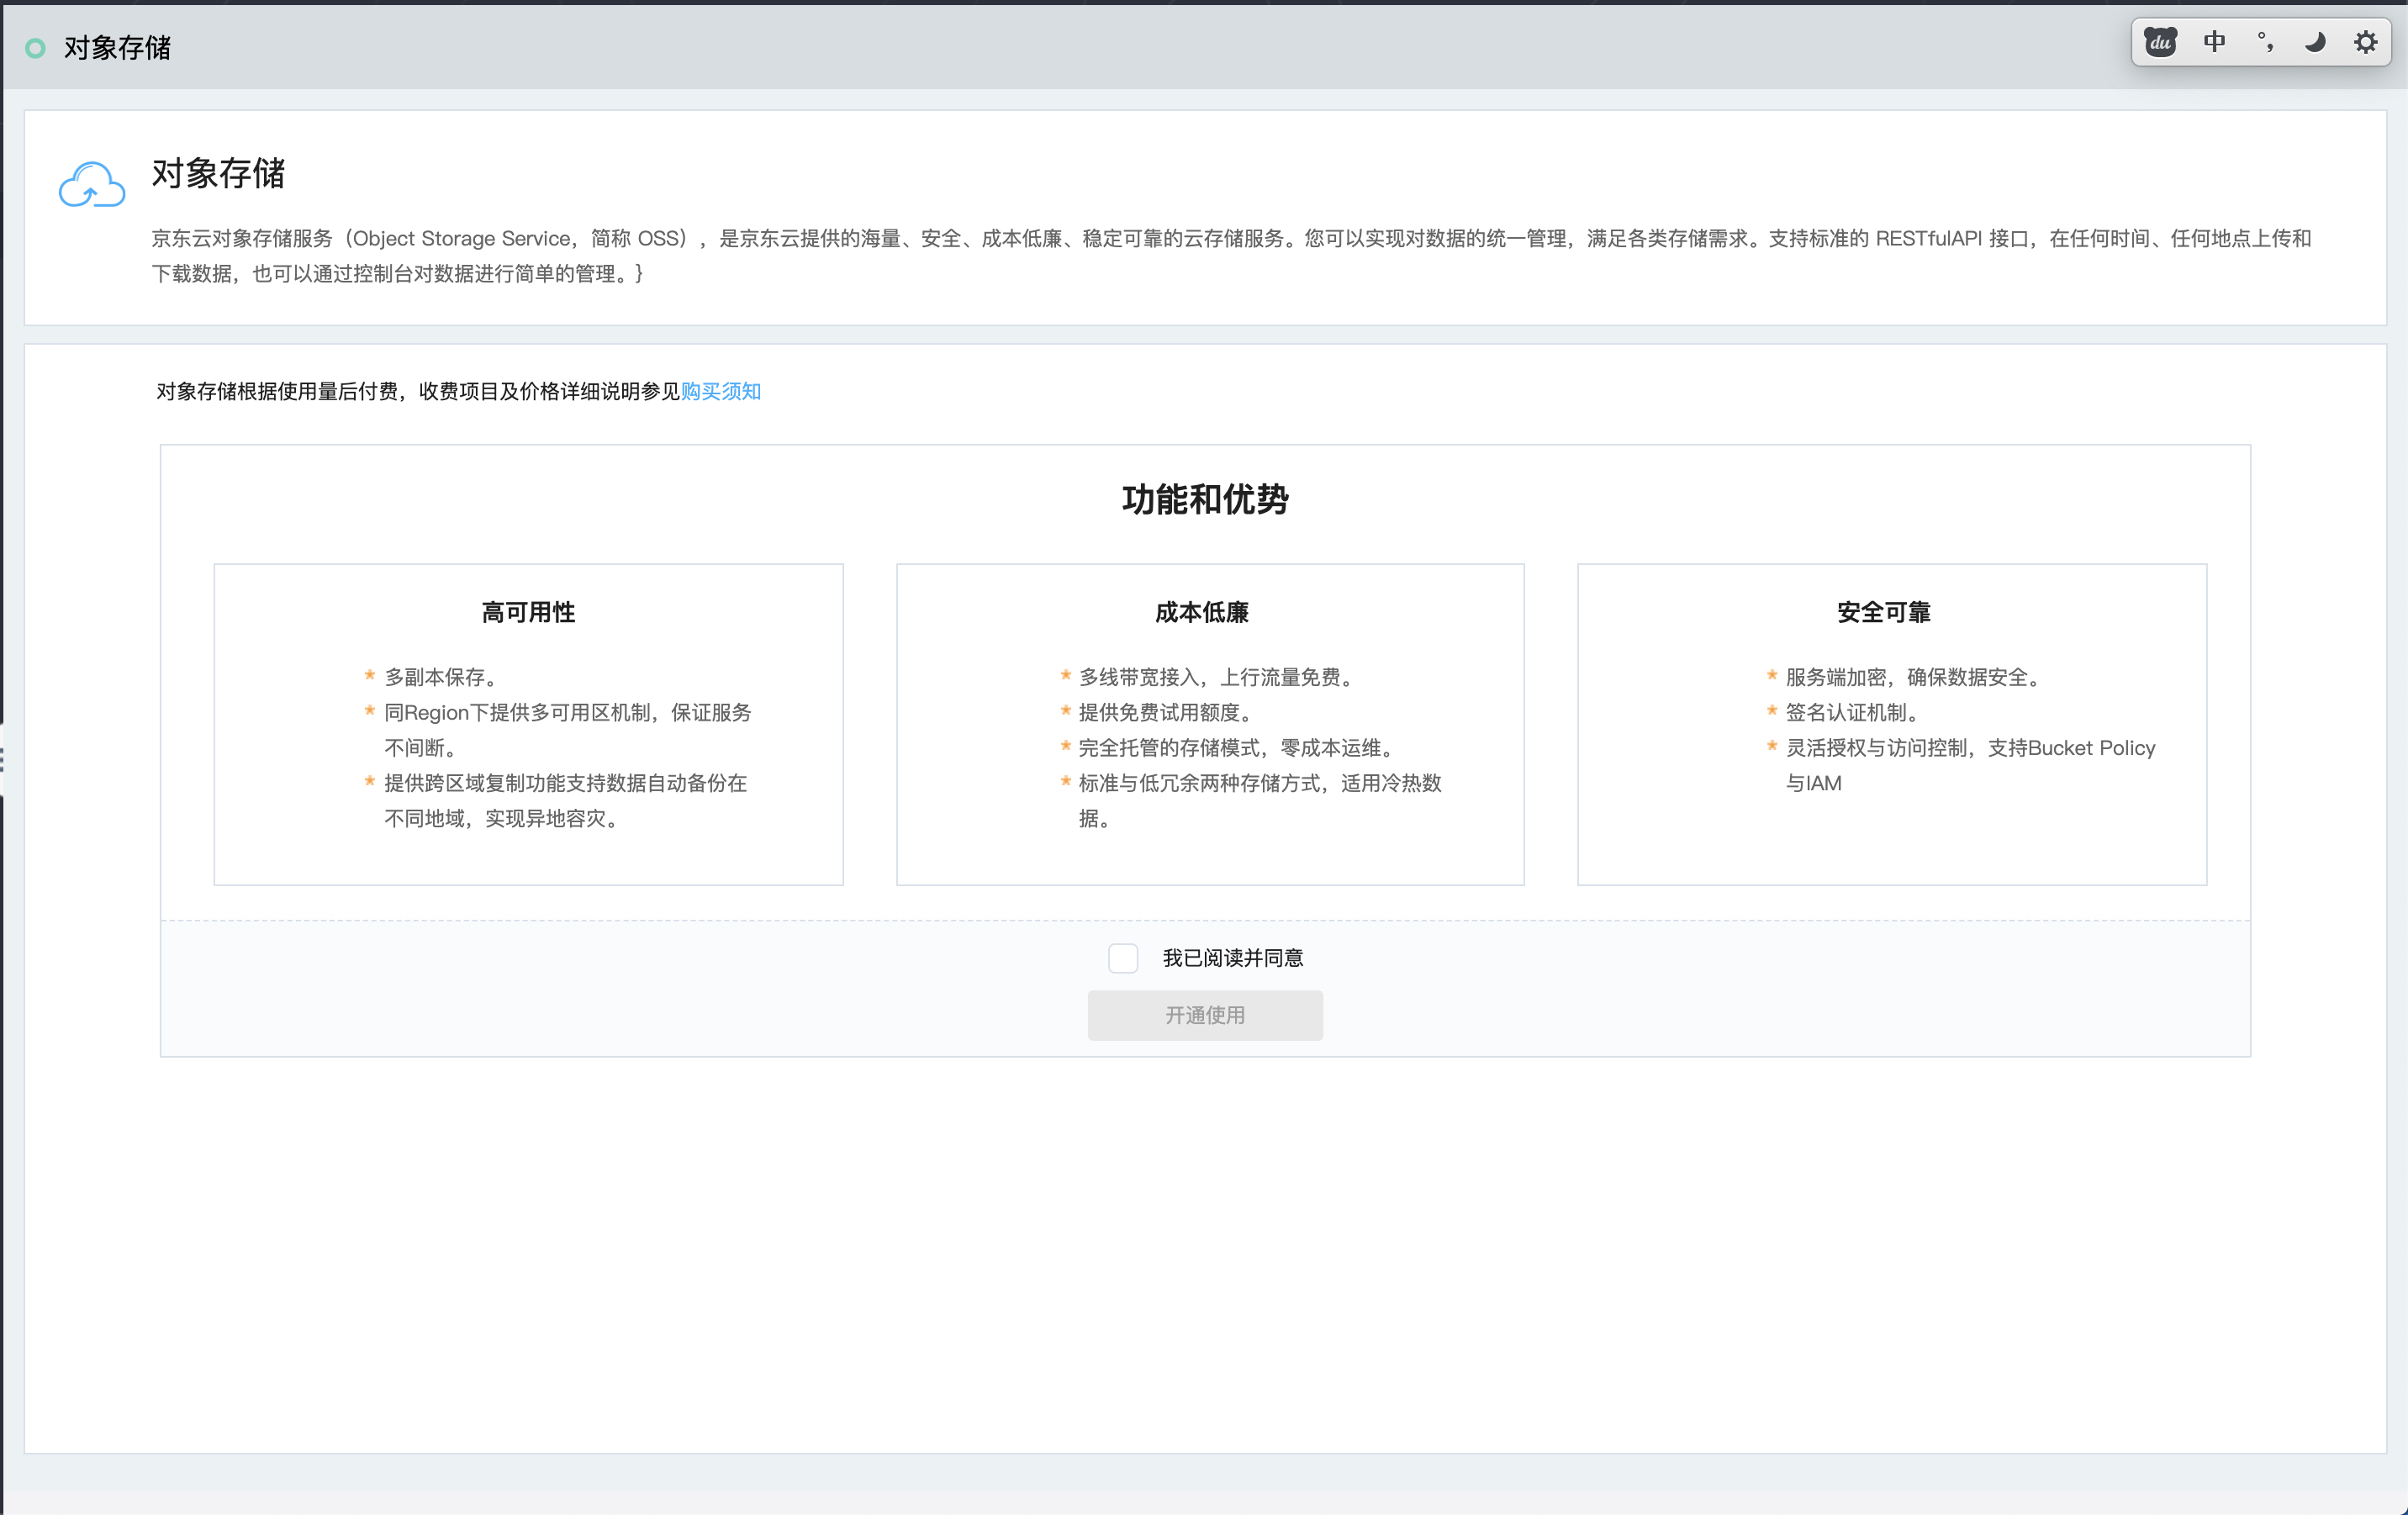 对象存储
du 中 °,
对象存储
京东云对象存储服务（Object Storage Service，简称 OSS），是京东云提供的海量、安全、成本低廉、稳定可靠的云存储服务。您可以实现对数据的统一管理，满足各类存储需求。支持标准的 RESTfulAPI 接口，在任何时间、任何地点上传和
下载数据，也可以通过控制台对数据进行简单的管理。}
对象存储根据使用量后付费，收费项目及价格详细说明参见购买须知
功能和优势
高可用性
* 多副本保存。
* 同Region下提供多可用区机制，保证服务
不间断。
* 提供跨区域复制功能支持数据自动备份在
不同地域，实现异地容灾。
成本低廉
* 多线带宽接入，上行流量免费。
* 提供免费试用额度。
* 完全托管的存储模式，零成本运维。
* 标准与低冗余两种存储方式，适用冷热数
据。
安全可靠
* 服务端加密，确保数据安全。
* 签名认证机制。
* 灵活授权与访问控制，支持Bucket Policy
与IAM
我已阅读并同意
开通使用